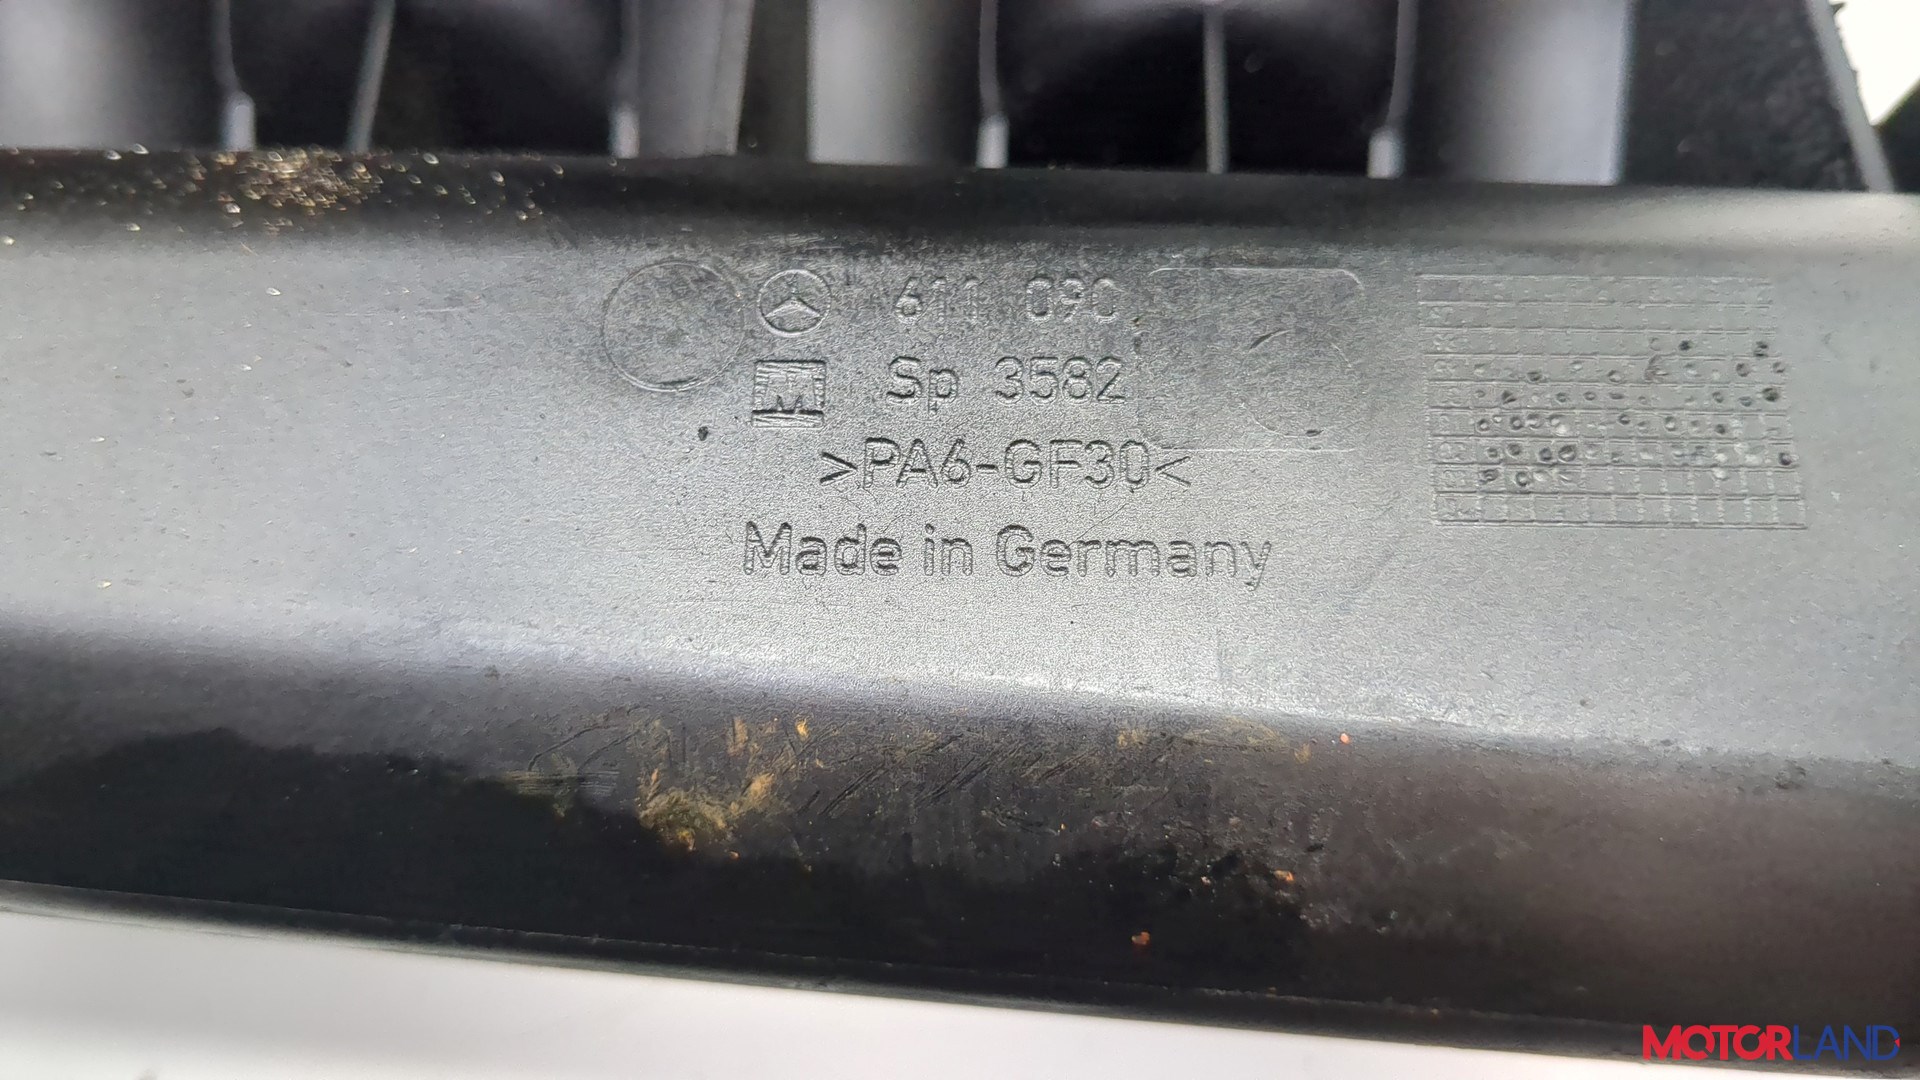 611 090
M Sp 3582
>PA6-GF30<
Made in Germany
MOTORLAND